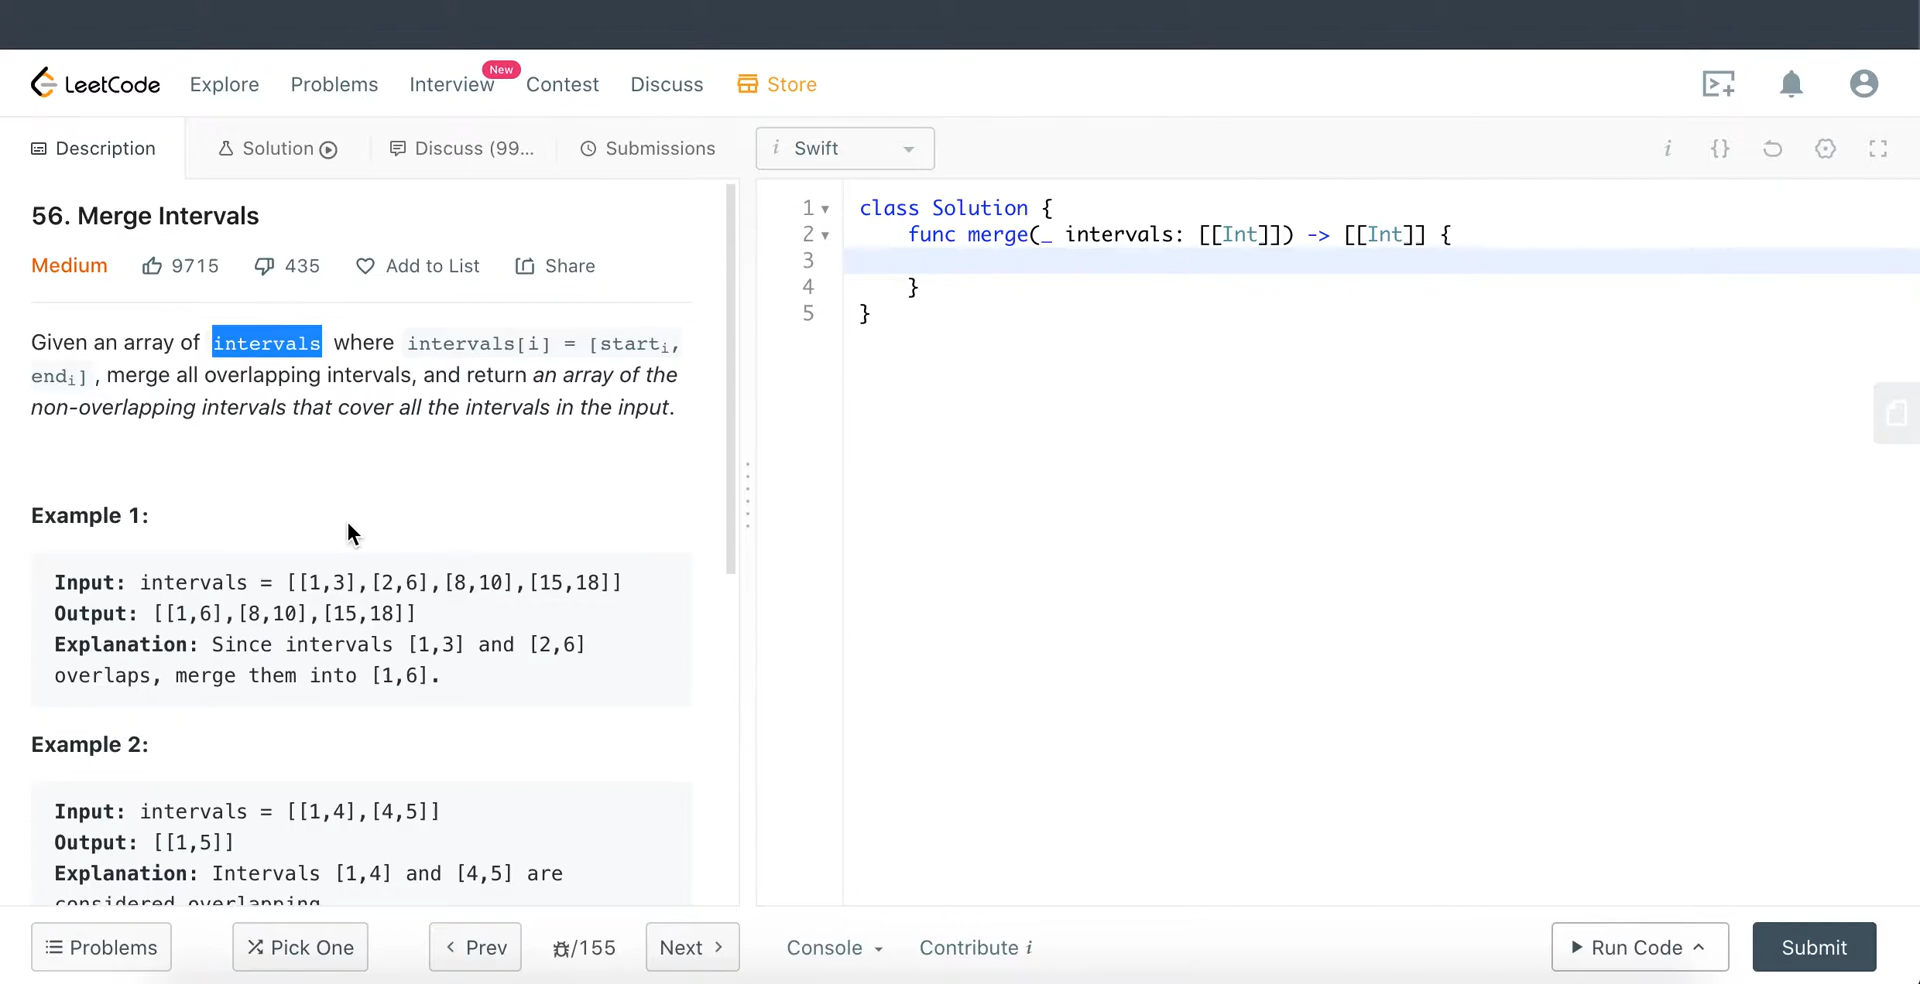 LeetCode Explore Problems Interview New Contest Discuss Store
Description Solution Discuss (99... Submissions i Swift i {}
56. Merge Intervals
Medium 9715 435 Add to List Share
Given an array of intervals where intervals[i] = [starti,
endi], merge all overlapping intervals, and return an array of the
non-overlapping intervals that cover all the intervals in the input.
Example 1:
Input: intervals = [[1,3],[2,6],[8,10],[15,18]]
Output: [[1,6],[8,10],[15,18]]
Explanation: Since intervals [1,3] and [2,6]
overlaps, merge them into [1,6].
Example 2:
Input: intervals = [[1,4],[4,5]]
Output: [[1,5]]
Explanation: Intervals [1,4] and [4,5] are
considered overlapping
1 class Solution {
2 func merge(_ intervals: [[Int]]) -> [[Int]] {
3
4 }
5 }
Problems Pick One Prev /155 Next Console Contribute i Run Code Submit